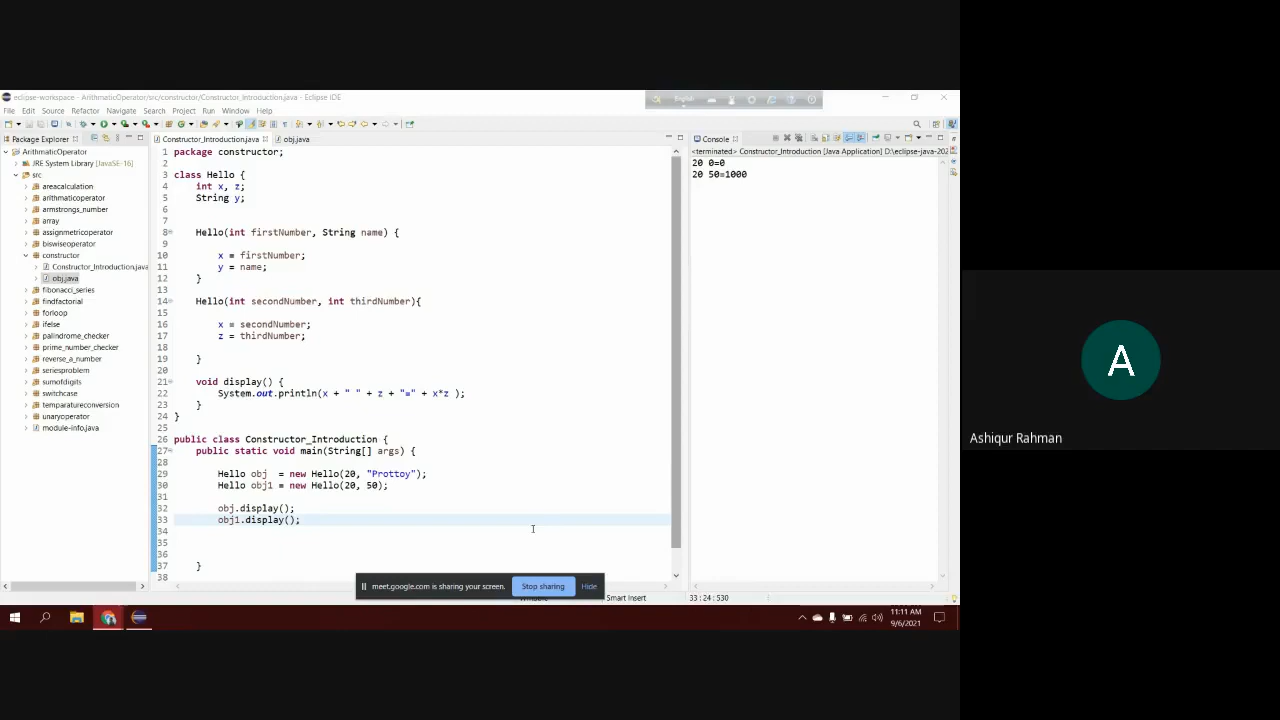 eclipse-workspace - ArithmaticOperator/src/constructor/Constructor_Introduction.java - Eclipse IDE
English
File Edit Source Refactor Navigate Search Project Run Window Help
Package Explorer
Constructor_Introduction.java
obj.java
Console
ArithmaticOperator
JRE System Library [JavaSE-16]
src
areacalculation
arithmaticoperator
armstrongs_number
array
assignmetricoperator
biswiseoperator
constructor
Constructor_Introduction.java
obj.java
fibonacci_series
findfactorial
forloop
ifelse
palindrome_checker
prime_number_checker
reverse_a_number
seriesproblem
sumofdigits
switchcase
temparatureconversion
unaryoperator
module-info.java
1 package constructor;
2
3 class Hello {
4 int x, z;
5 String y;
6
7
8 Hello(int firstNumber, String name) {
9
10 x = firstNumber;
11 y = name;
12 }
13
14 Hello(int secondNumber, int thirdNumber){
15
16 x = secondNumber;
17 z = thirdNumber;
18
19 }
20
21 void display() {
22 System.out.println(x + " " + z + "=" + x*z );
23 }
24 }
25
26 public class Constructor_Introduction {
27 public static void main(String[] args) {
28
29 Hello obj = new Hello(20, "Prottoy");
30 Hello obj1 = new Hello(20, 50);
31
32 obj.display();
33 obj1.display();
34
35
36
37 }
38
<terminated> Constructor_Introduction [Java Application] D:\eclipse-java-202
20 0=0
20 50=1000
meet.google.com is sharing your screen.
Stop sharing
Hide
Smart Insert
33 : 24 : 530
11:11 AM
9/6/2021
A
Ashiqur Rahman